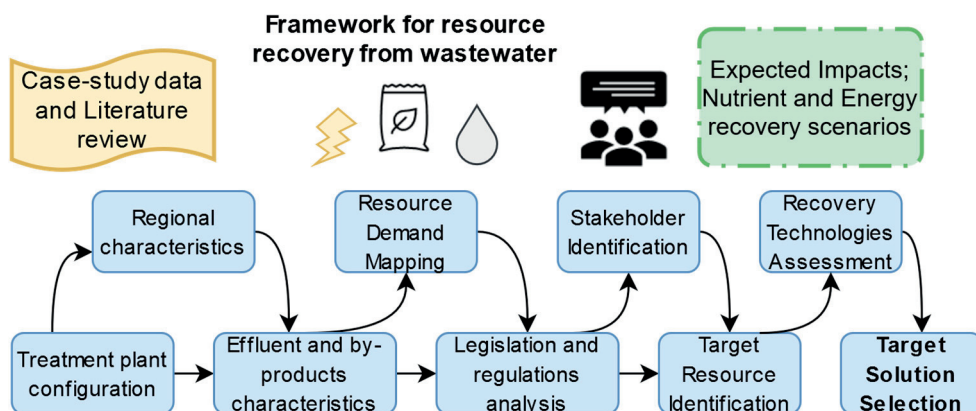 Framework for resource
recovery from wastewater
Case-study data
and Literature
review
Expected Impacts;
Nutrient and Energy
recovery scenarios
Regional
characteristics
Resource
Demand
Mapping
Stakeholder
Identification
Recovery
Technologies
Assessment
Treatment plant
configuration
Effluent and by-
products
characteristics
Legislation and
regulations
analysis
Target
Resource
Identification
Target
Solution
Selection